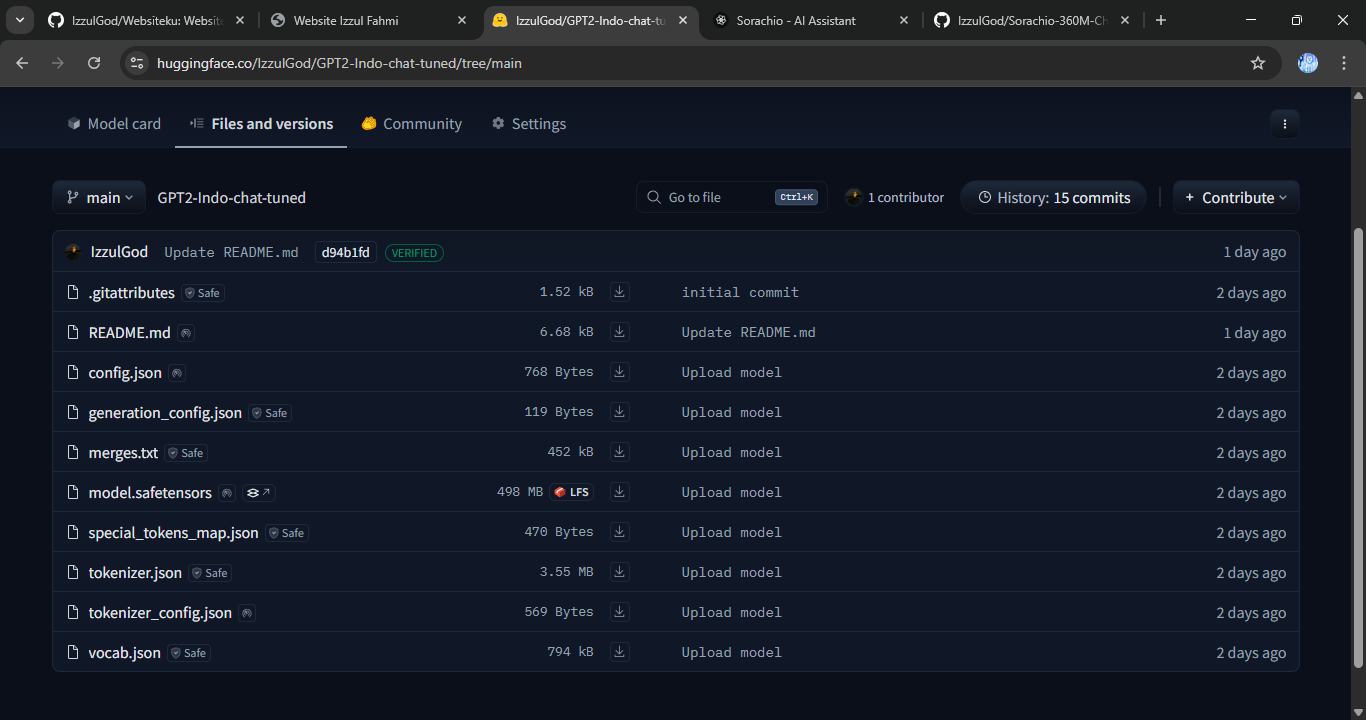 IzzulGod/Websiteku: Website
Website Izzul Fahmi
IzzulGod/GPT2-Indo-chat-tu
Sorachio - AI Assistant
IzzulGod/Sorachio-360M-Ch
huggingface.co/IzzulGod/GPT2-Indo-chat-tuned/tree/main
Model card
Files and versions
Community
Settings
main
GPT2-Indo-chat-tuned
Go to file
Ctrl+K
1 contributor
History: 15 commits
+ Contribute
IzzulGod Update README.md d94b1fd VERIFIED 1 day ago
.gitattributes Safe 1.52 kB initial commit 2 days ago
README.md 6.68 kB Update README.md 1 day ago
config.json 768 Bytes Upload model 2 days ago
generation_config.json Safe 119 Bytes Upload model 2 days ago
merges.txt Safe 452 kB Upload model 2 days ago
model.safetensors 498 MB LFS Upload model 2 days ago
special_tokens_map.json Safe 470 Bytes Upload model 2 days ago
tokenizer.json Safe 3.55 MB Upload model 2 days ago
tokenizer_config.json 569 Bytes Upload model 2 days ago
vocab.json Safe 794 kB Upload model 2 days ago